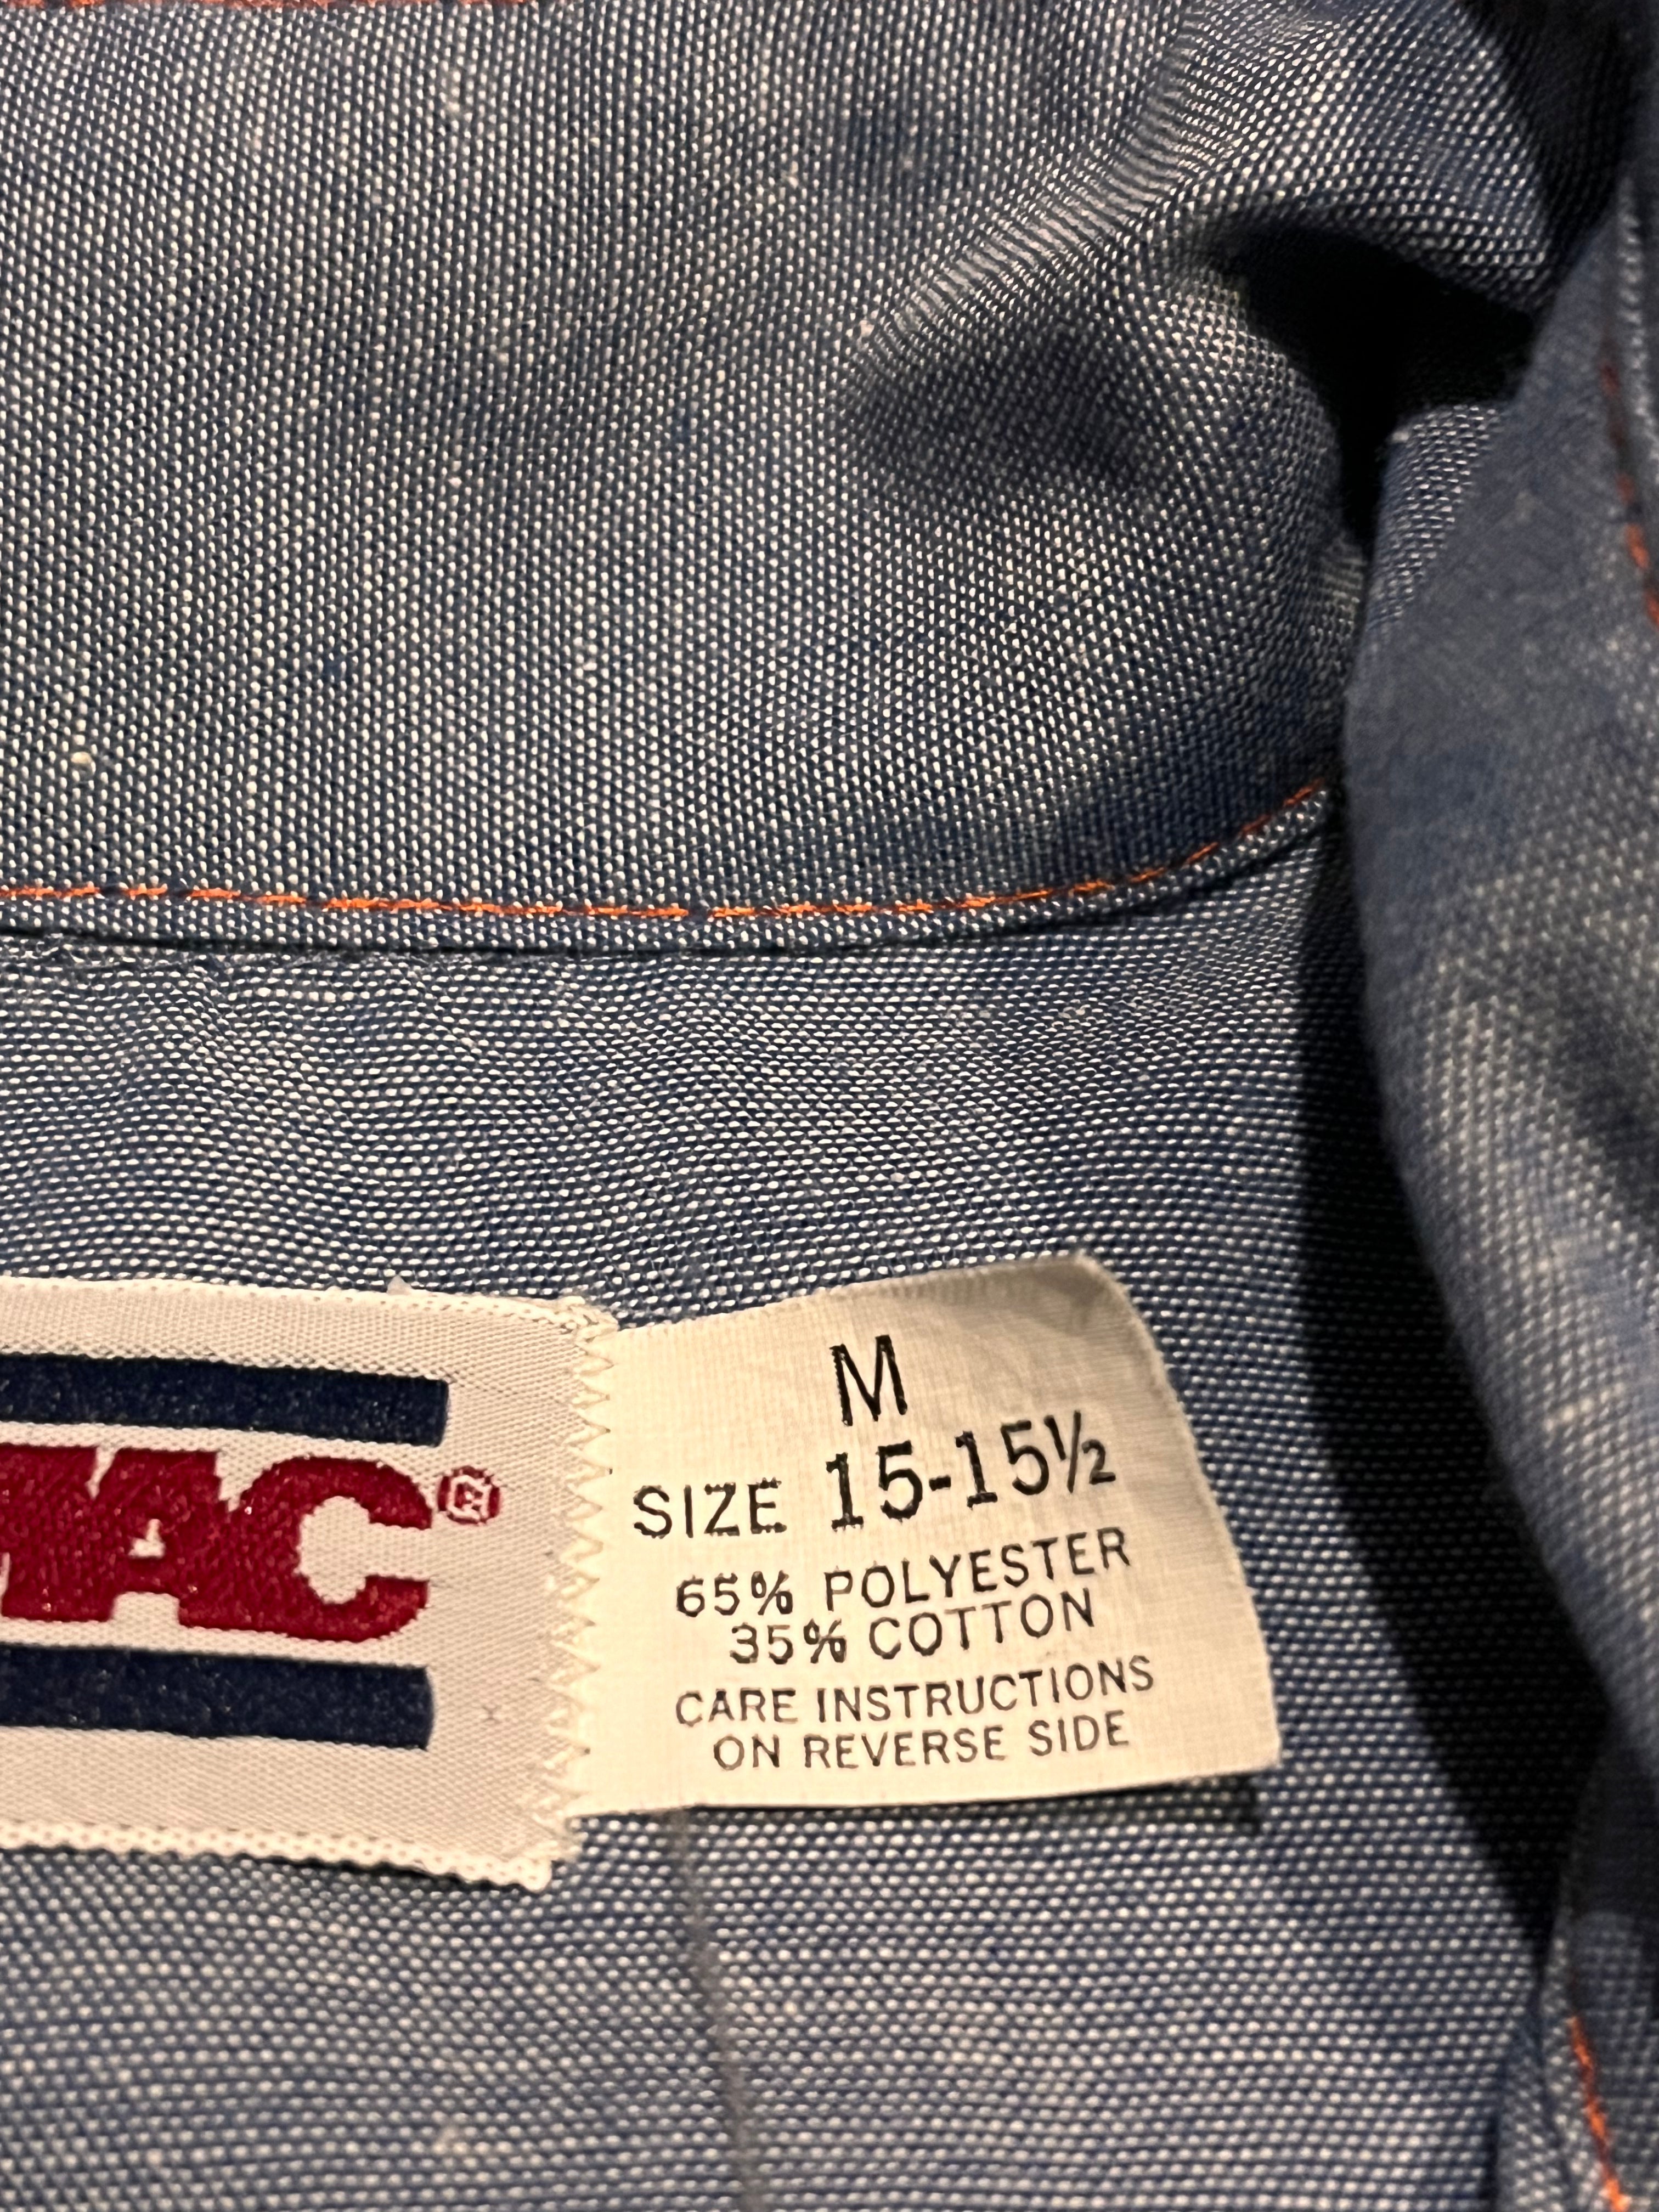 M
SIZE 15-15½
65% POLYESTER
35% COTTON
CARE INSTRUCTIONS
ON REVERSE SIDE
MAC®